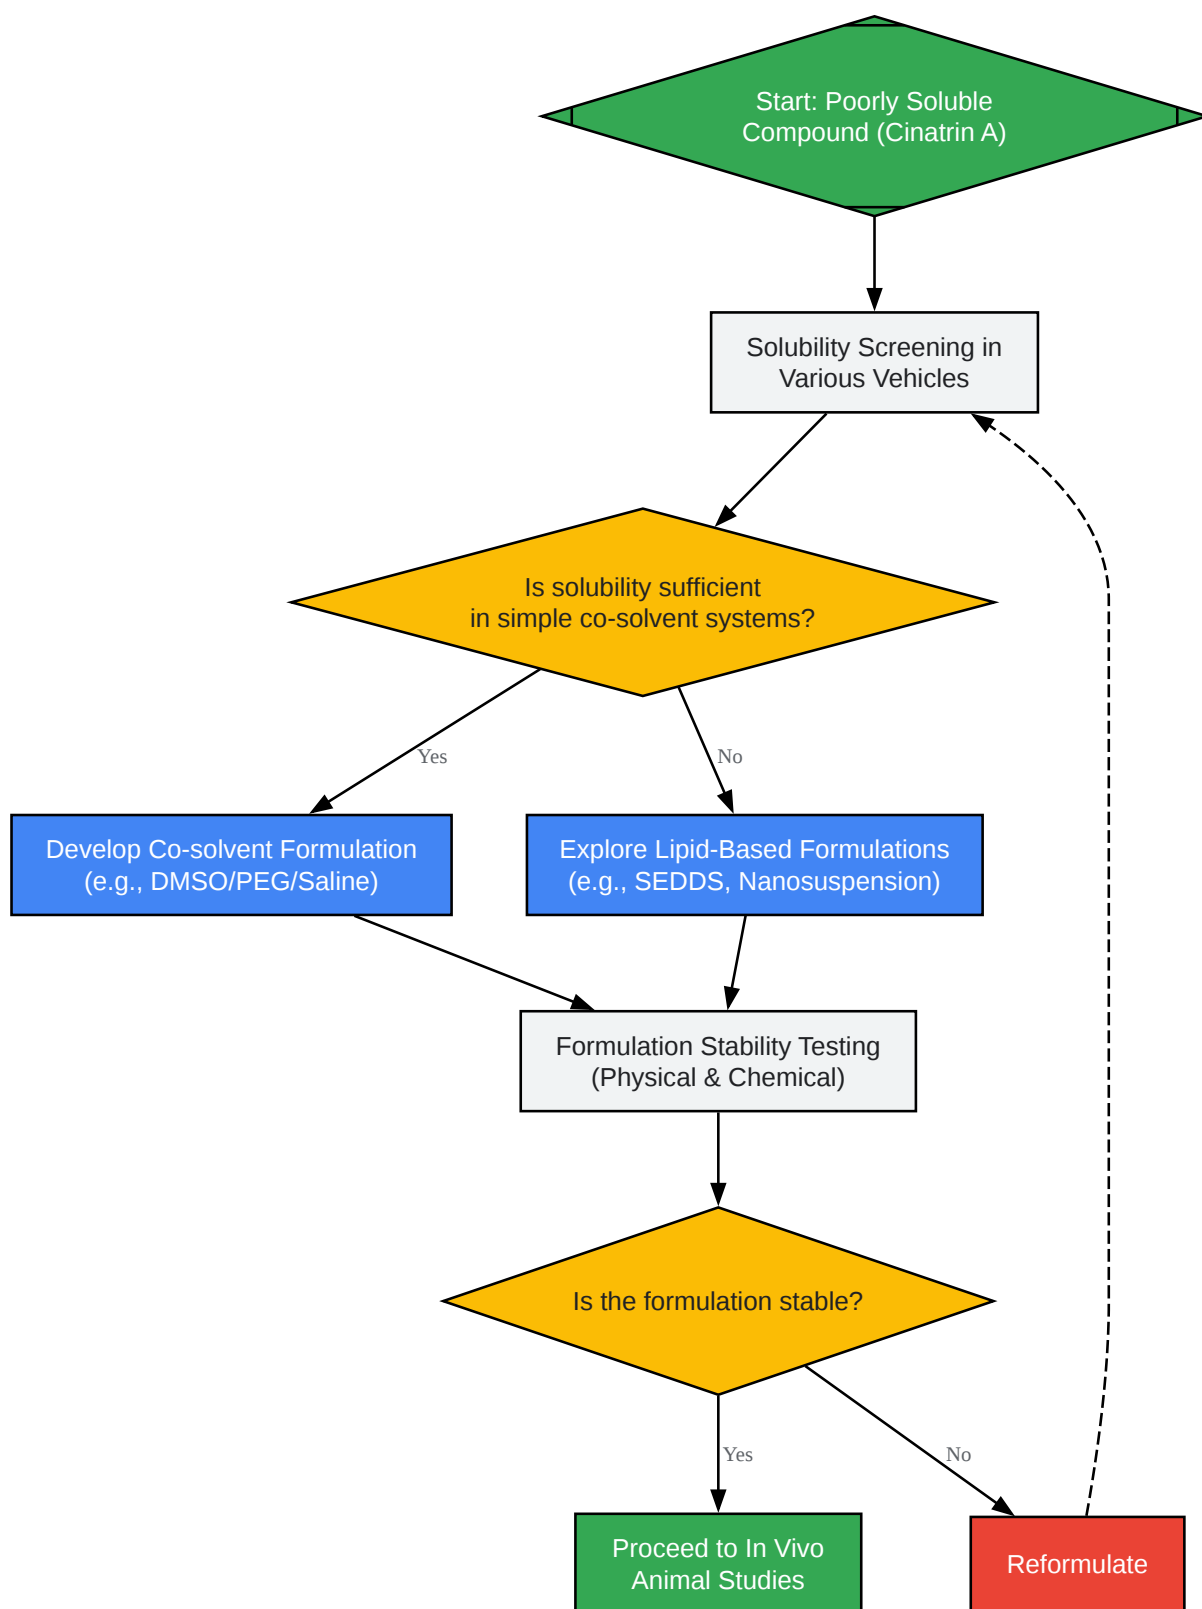 Start: Poorly Soluble
Compound (Cinatrin A)
Solubility Screening in
Various Vehicles
Is solubility sufficient
in simple co-solvent systems?
Yes
No
Develop Co-solvent Formulation
(e.g., DMSO/PEG/Saline)
Explore Lipid-Based Formulations
(e.g., SEDDS, Nanosuspension)
Formulation Stability Testing
(Physical & Chemical)
Is the formulation stable?
Yes
No
Proceed to In Vivo
Animal Studies
Reformulate